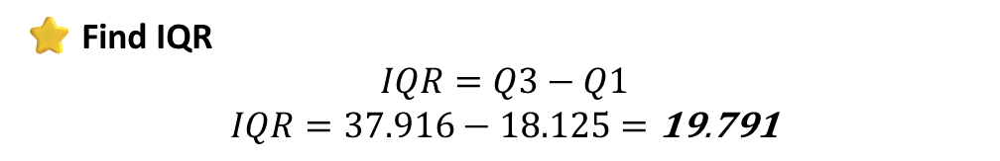 Find IQR
IQR = Q3 − Q1
IQR = 37.916 − 18.125 = 19.791